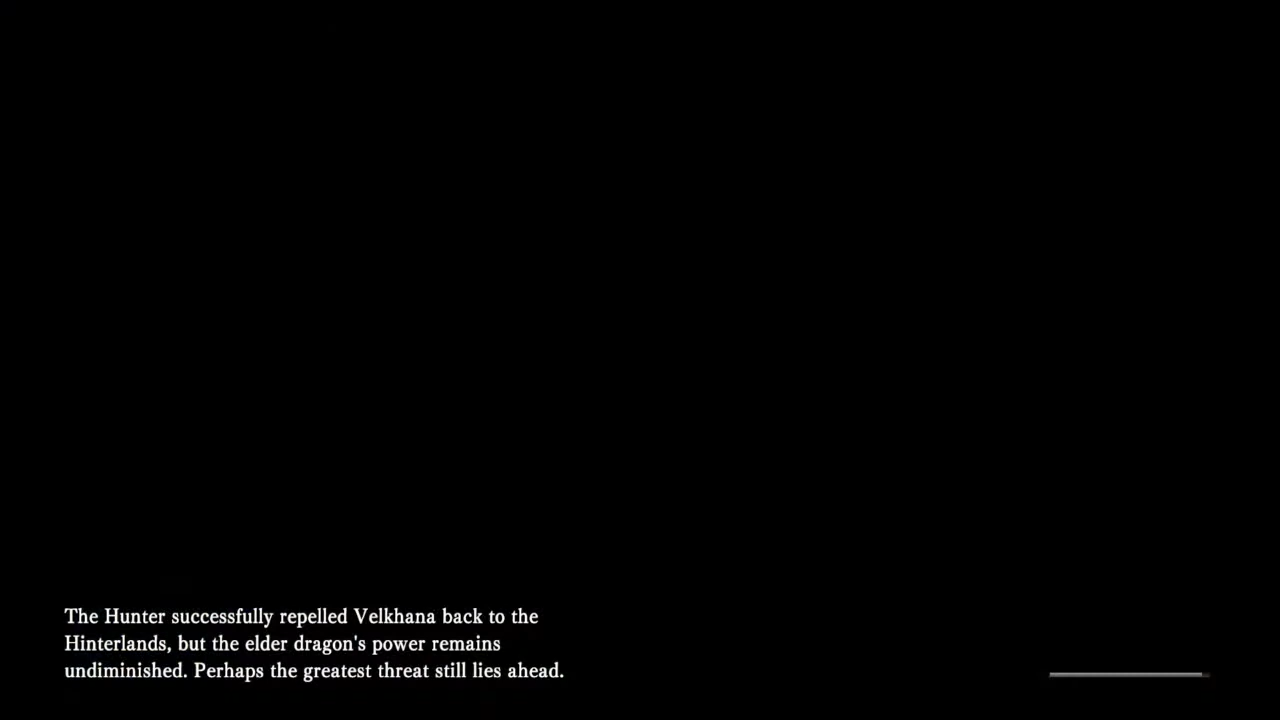 The Hunter successfully repelled Velkhana back to the
Hinterlands, but the elder dragon's power remains
undiminished. Perhaps the greatest threat still lies ahead.